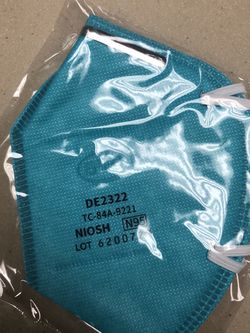 DE2322
TC-84A-9221
NIOSH N95
LOT 62007